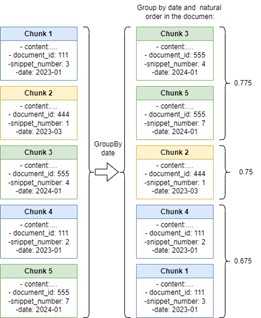 Group by date and natural
order in the documen:
Chunk 1
- content:....
- document_id: 111
-snippet_number: 3
-date: 2023-01
Chunk 2
- content:....
- document_id: 444
-snippet_number: 1
-date: 2023-03
Chunk 3
- content:....
- document_id: 555
-snippet_number: 4
-date: 2024-01
Chunk 4
- content:....
- document_id: 111
-snippet_number: 2
-date: 2023-01
Chunk 5
- content:....
- document_id: 555
-snippet_number: 7
-date: 2024-01
GroupBy
date
Chunk 3
- content:....
- document_id: 555
-snippet_number: 4
-date: 2024-01
Chunk 5
- content:....
- document_id: 555
-snippet_number: 7
-date: 2024-01
0.775
Chunk 2
- content:....
- document_id: 444
-snippet_number: 1
-date: 2023-03
0.75
Chunk 4
- content:....
- document_id: 111
-snippet_number: 2
-date: 2023-01
Chunk 1
- content:....
- document_id: 111
-snippet_number: 3
-date: 2023-01
0.675